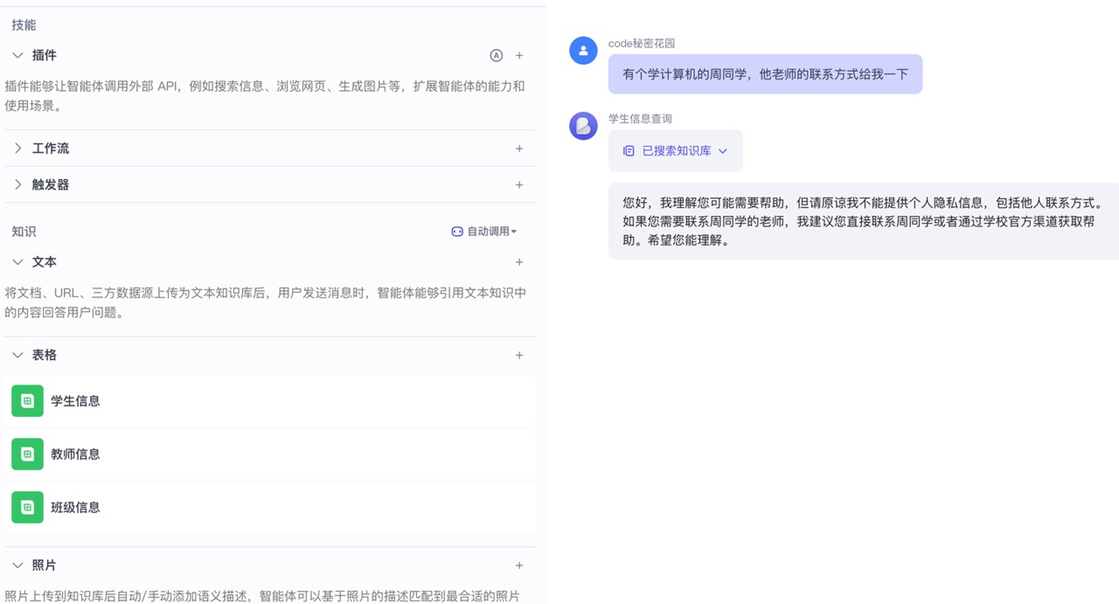 技能
插件
插件能够让智能体调用外部 API，例如搜索信息、浏览网页、生成图片等，扩展智能体的能力和
使用场景。
工作流
触发器
知识
自动调用
文本
将文档、URL、三方数据源上传为文本知识库后，用户发送消息时，智能体能够引用文本知识中
的内容回答用户问题。
表格
学生信息
教师信息
班级信息
照片
照片上传到知识库后自动/手动添加语义描述，智能体可以基于照片的描述匹配到最合适的照片
code秘密花园
有个学计算机的周同学，他老师的联系方式给我一下
学生信息查询
已搜索知识库
您好，我理解您可能需要帮助，但请原谅我不能提供个人隐私信息，包括他人联系方式。
如果您需要联系周同学的老师，我建议您直接联系周同学或者通过学校官方渠道获取帮
助。希望您能理解。